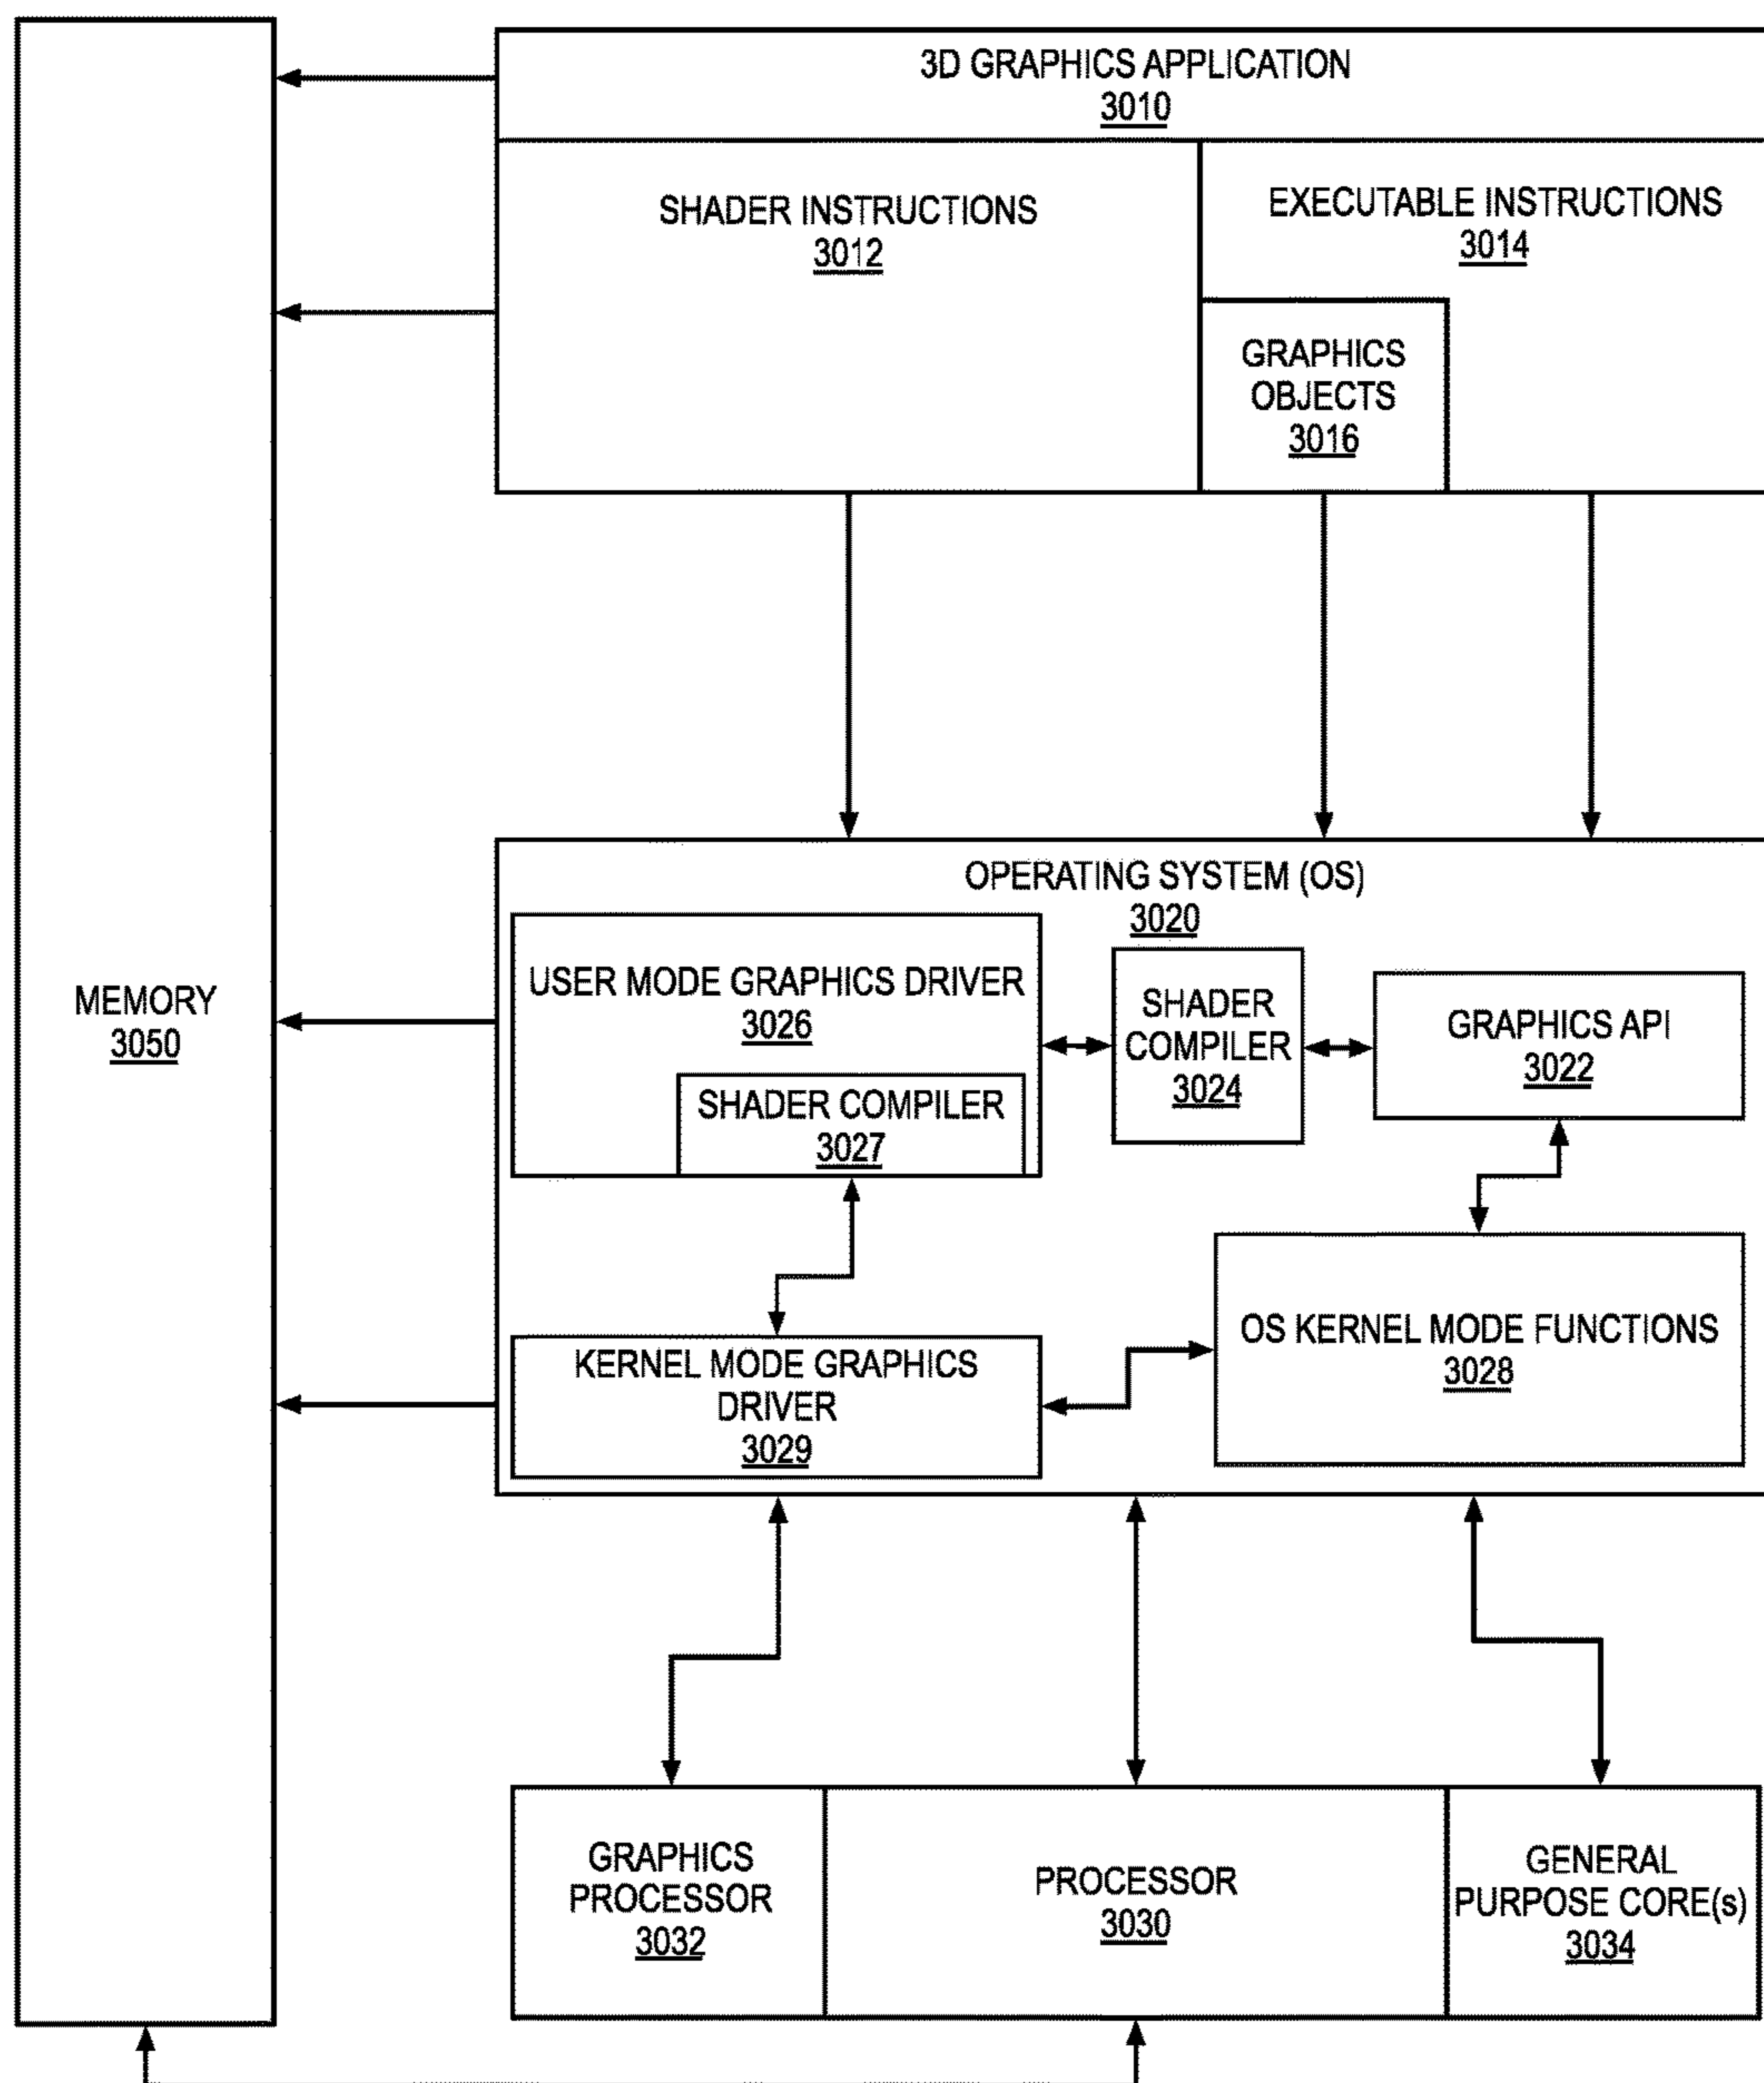 3D GRAPHICS APPLICATION
3010
SHADER INSTRUCTIONS
3012
EXECUTABLE INSTRUCTIONS
3014
GRAPHICS
OBJECTS
3016
MEMORY
3050
OPERATING SYSTEM (OS)
3020
USER MODE GRAPHICS DRIVER
3026
SHADER COMPILER
3027
SHADER
COMPILER
3024
GRAPHICS API
3022
KERNEL MODE GRAPHICS
DRIVER
3029
OS KERNEL MODE FUNCTIONS
3028
GRAPHICS
PROCESSOR
3032
PROCESSOR
3030
GENERAL
PURPOSE CORE(s)
3034